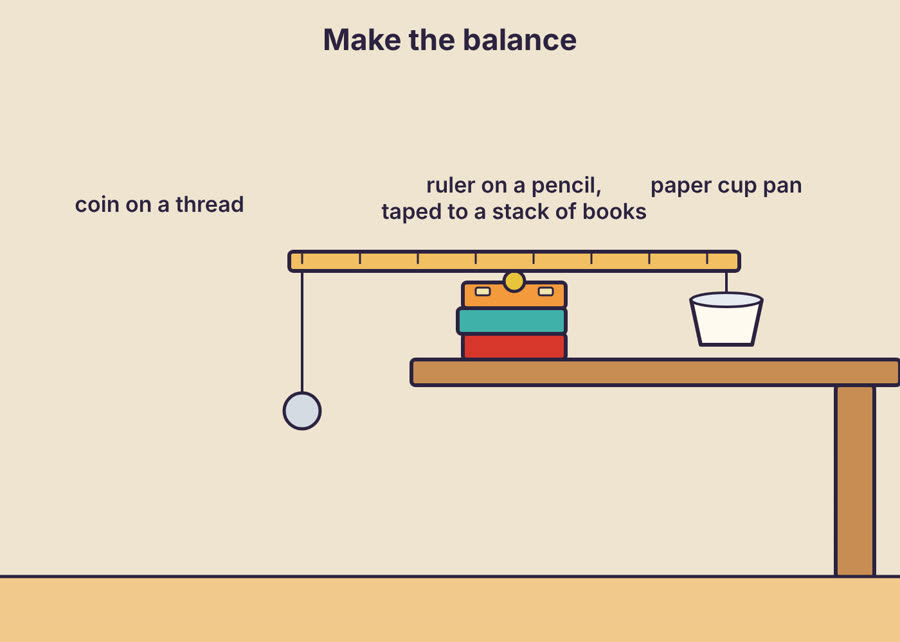 Make the balance
coin on a thread
ruler on a pencil,
taped to a stack of books
paper cup pan